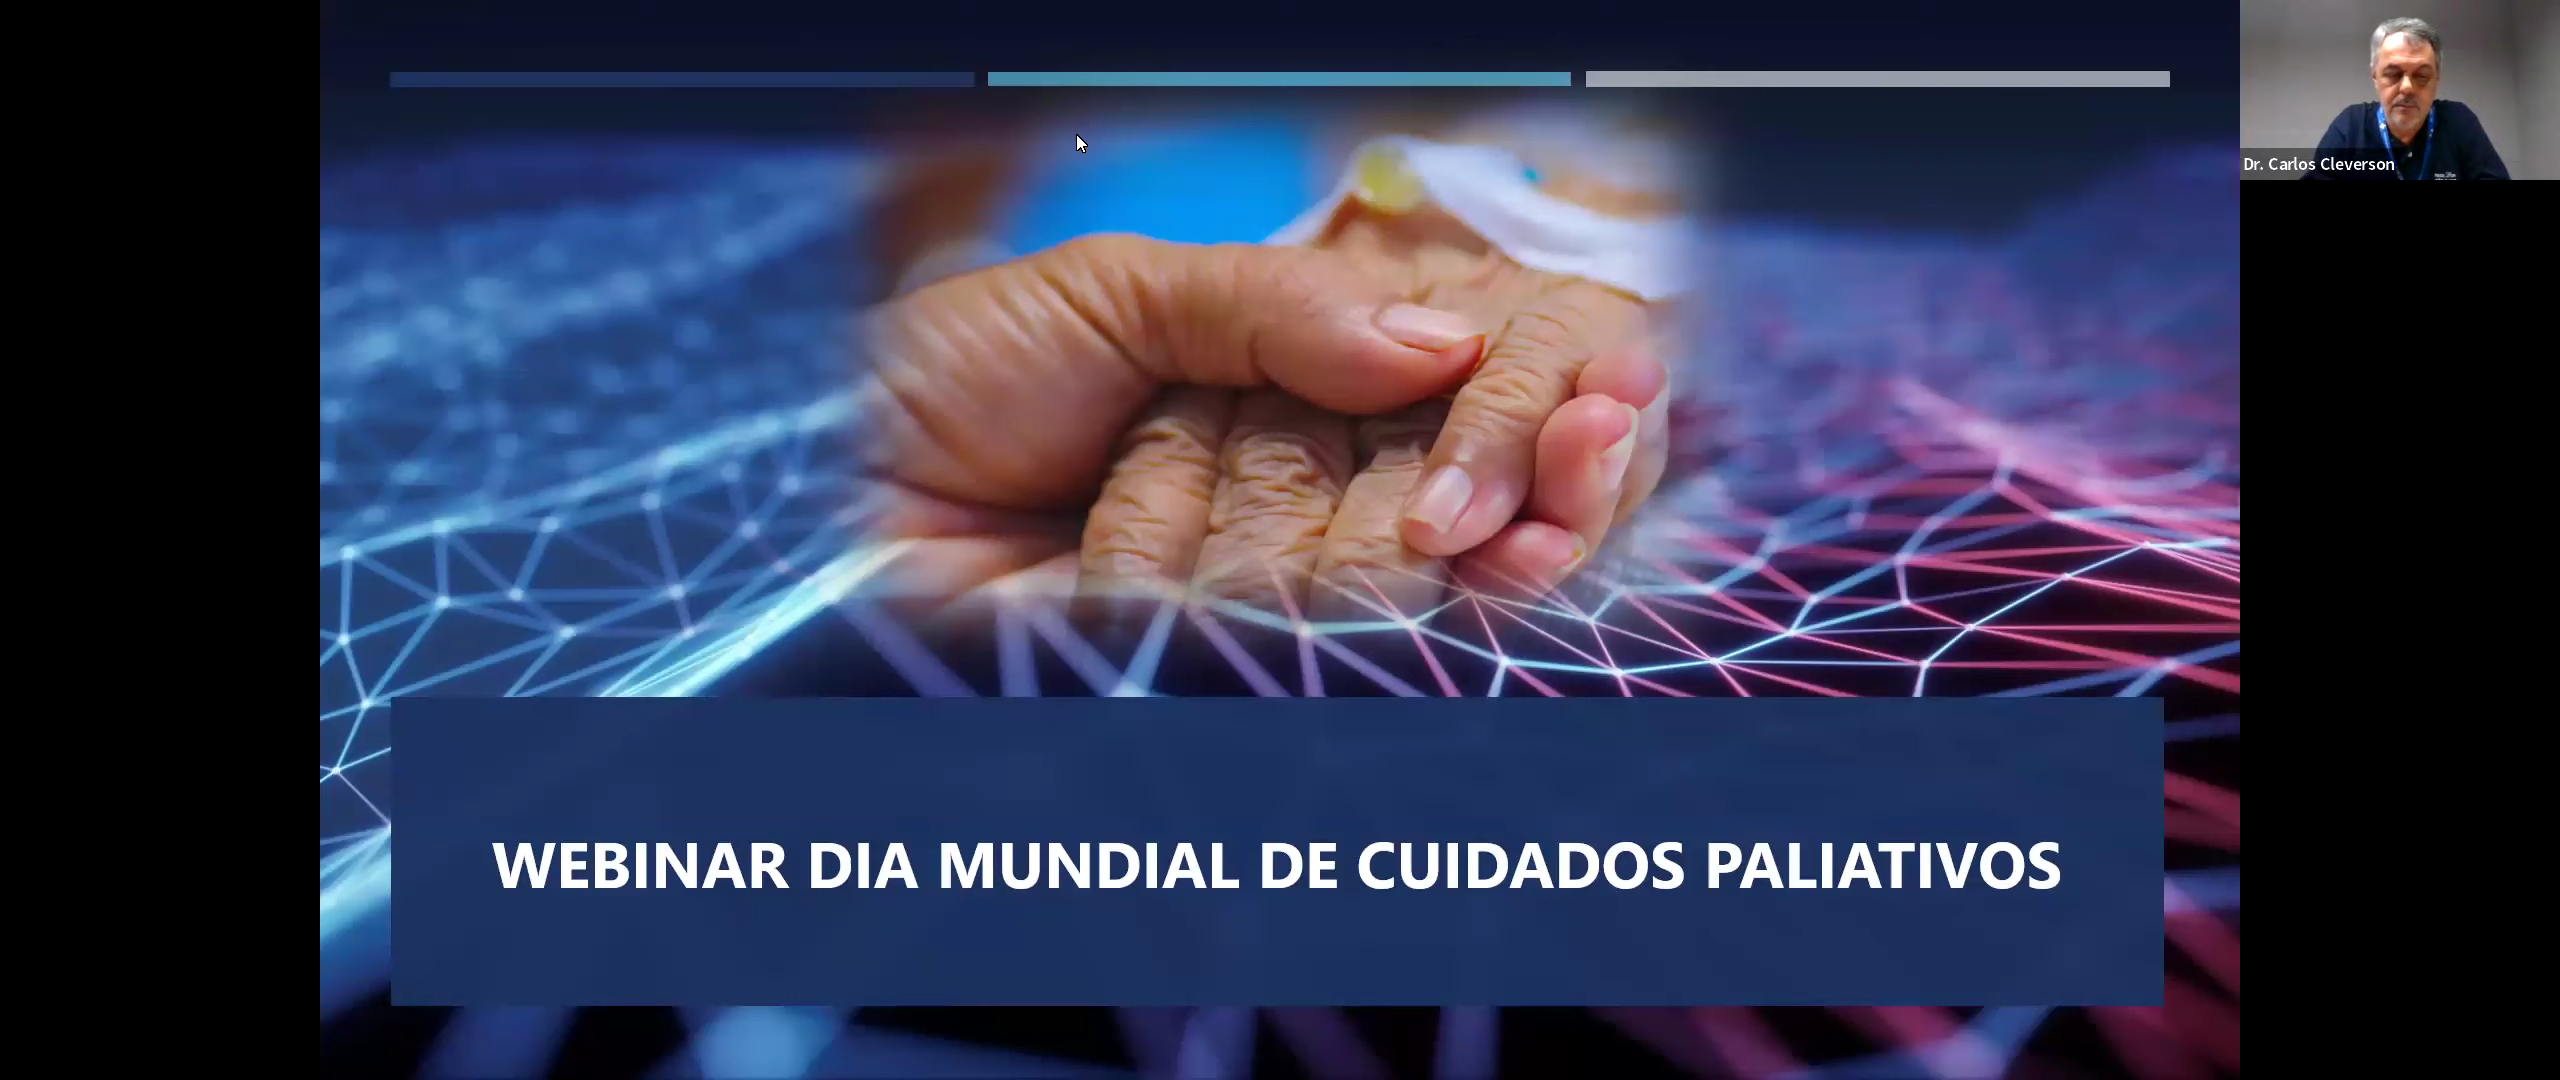 Dr. Carlos Cleverson
WEBINAR DIA MUNDIAL DE CUIDADOS PALIATIVOS